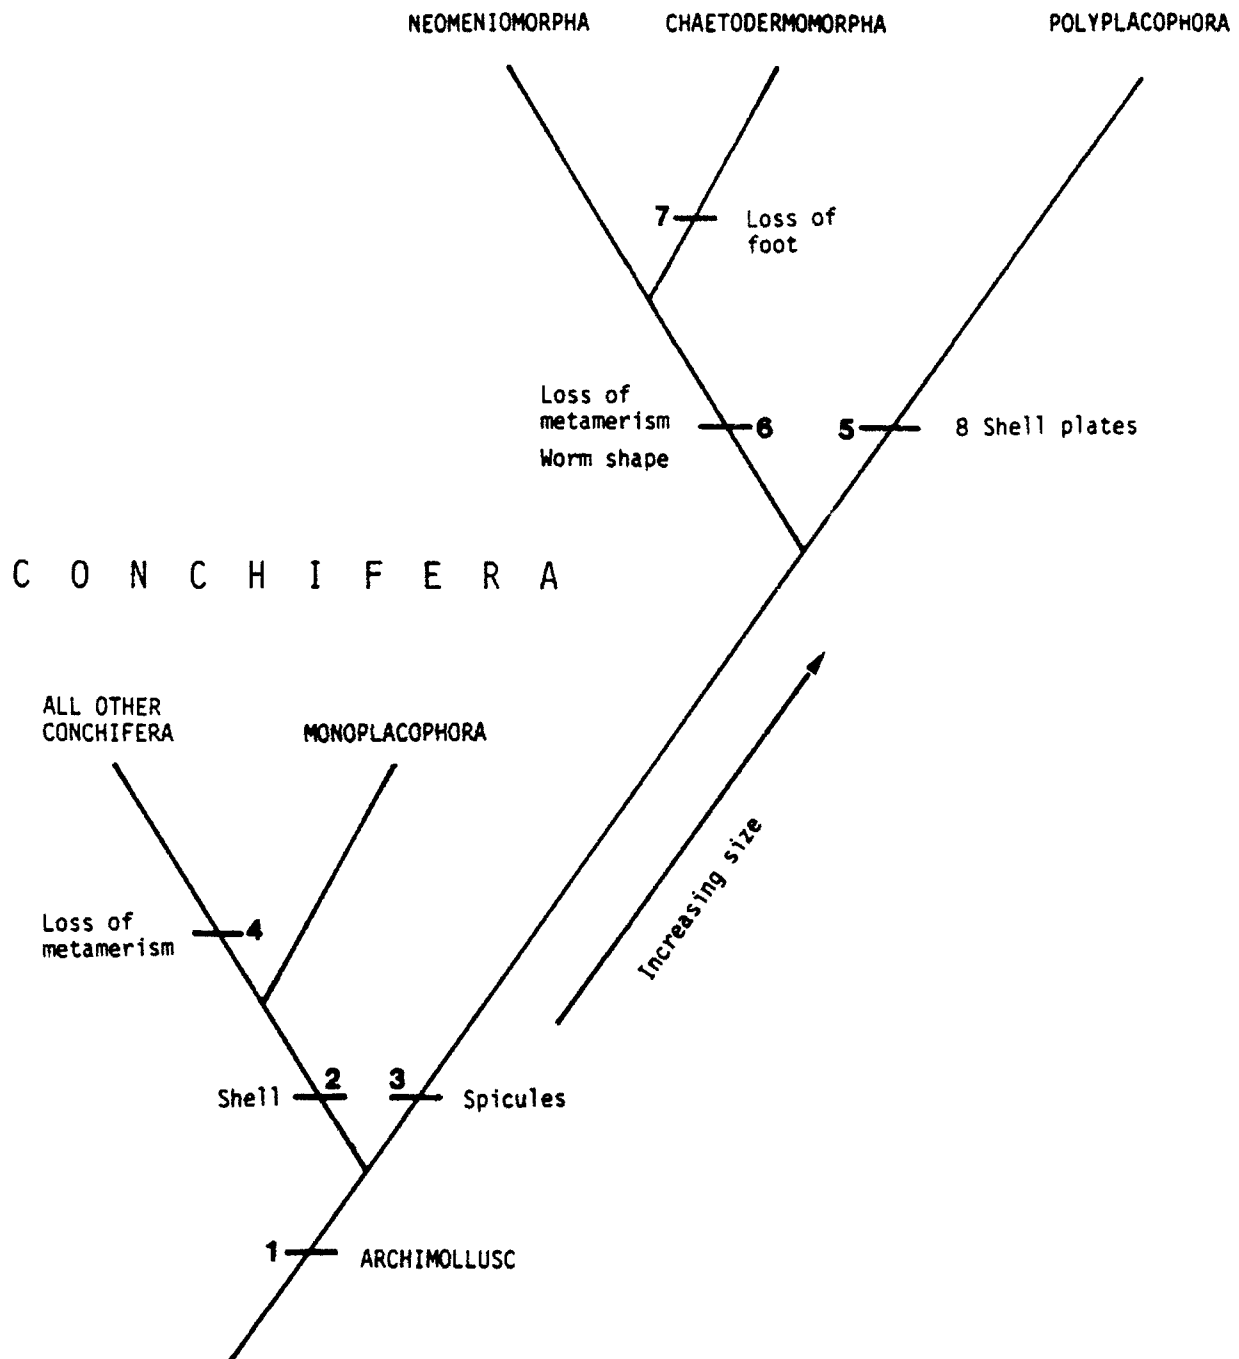 NEOMENIOMORPHA
CHAETODERMOMORPHA
POLYPLACOPHORA
7
Loss of
foot
Loss of
metamerism
Worm shape
6
5
8 Shell plates
CONCHIFERA
ALL OTHER
CONCHIFERA
MONOPLACOPHORA
Increasing size
Loss of
metamerism
4
Shell
2
3
Spicules
1
ARCHIMOLLUSC